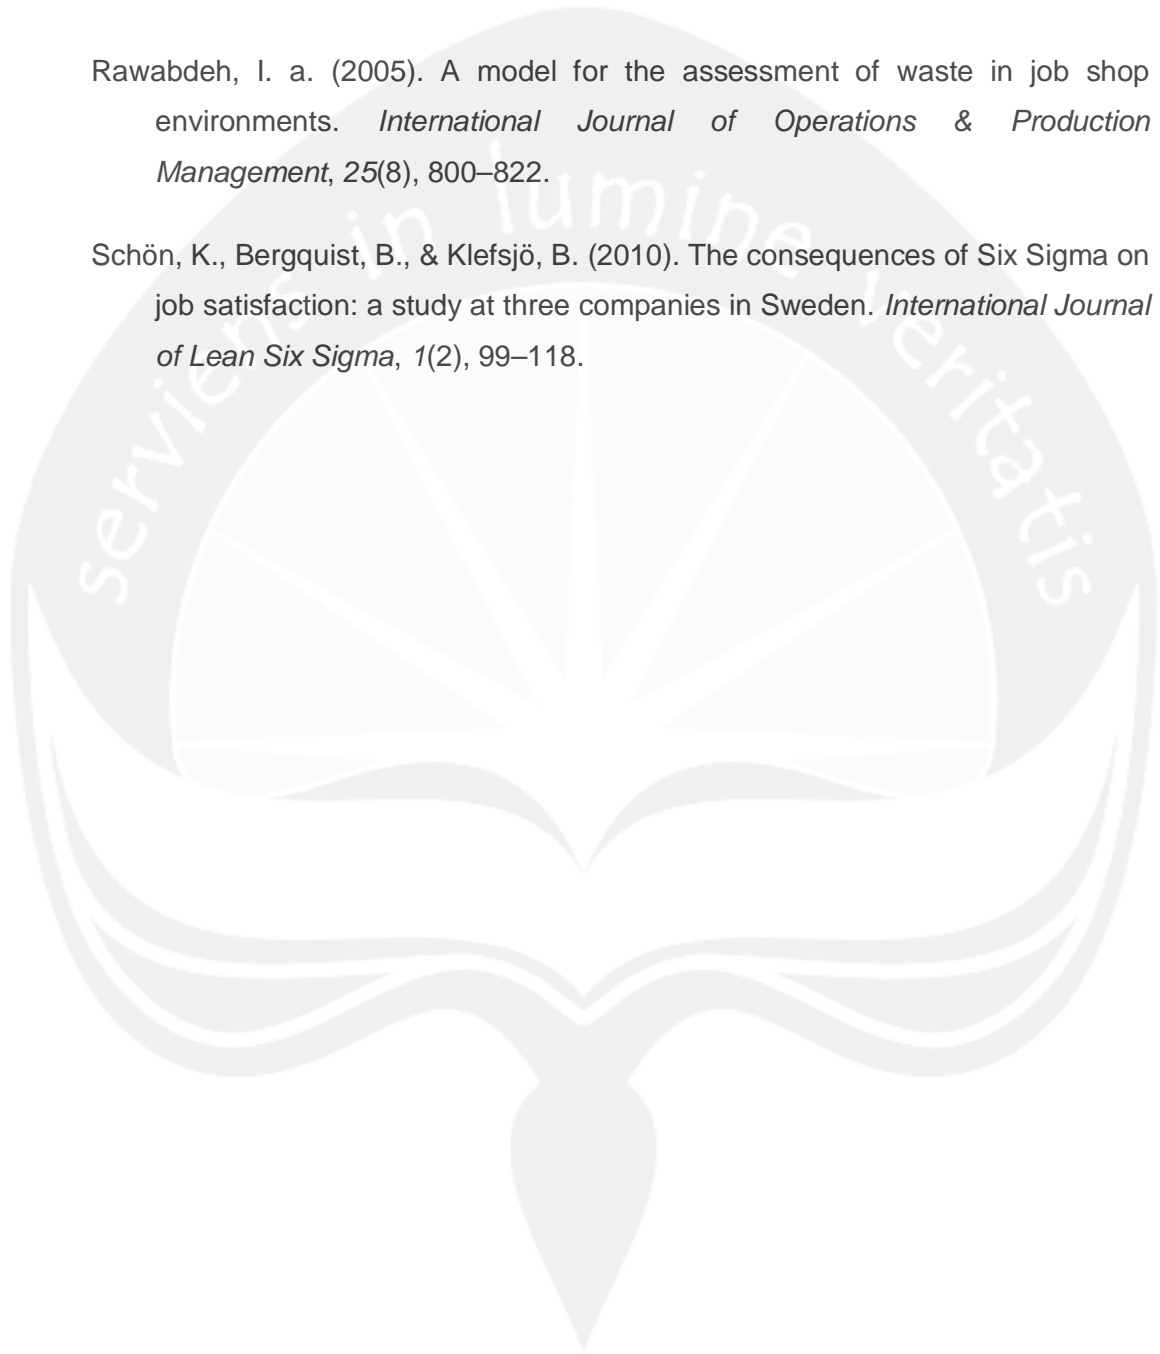 Rawabdeh, I. a. (2005). A model for the assessment of waste in job shop
environments. International Journal of Operations & Production
Management, 25(8), 800–822.
Schön, K., Bergquist, B., & Klefsjö, B. (2010). The consequences of Six Sigma on
job satisfaction: a study at three companies in Sweden. International Journal
of Lean Six Sigma, 1(2), 99–118.
serviens in lumine veritatis